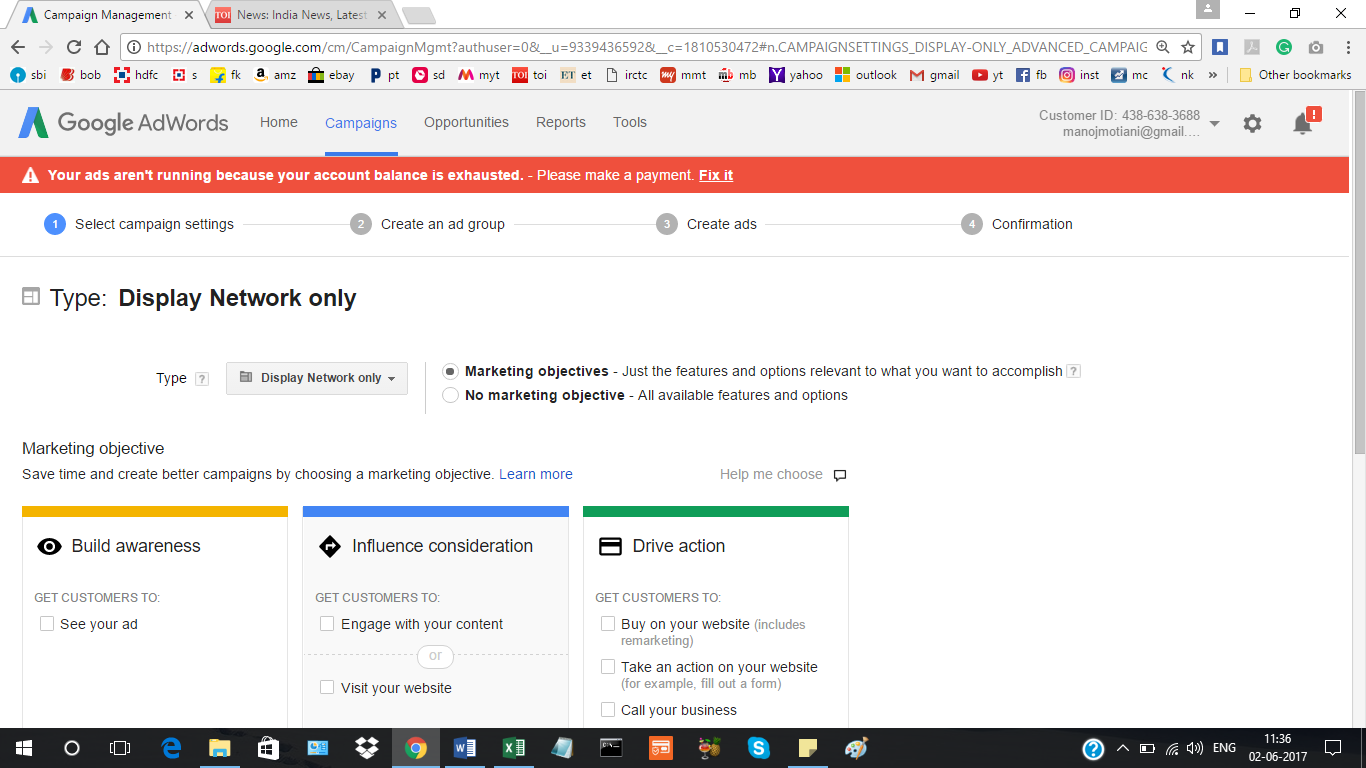 Campaign Management
News: India News, Latest
https://adwords.google.com/cm/CampaignMgmt?authuser=0&__u=9339436592&__c=1810530472#n.CAMPAIGNSETTINGS_DISPLAY-ONLY_ADVANCED_CAMPAIG
sbi bob hdfc s fk amz ebay pt sd myt TOI toi ET et irctc my mmt mb mb yahoo outlook gmail yt fb inst mc nk » Other bookmarks
Google AdWords Home Campaigns Opportunities Reports Tools
Customer ID: 438-638-3688
manojmotiani@gmail....
!
Your ads aren't running because your account balance is exhausted. - Please make a payment. Fix it
1 Select campaign settings 2 Create an ad group 3 Create ads 4 Confirmation
Type: Display Network only
Type ? Display Network only
Marketing objectives - Just the features and options relevant to what you want to accomplish ?
No marketing objective - All available features and options
Marketing objective
Save time and create better campaigns by choosing a marketing objective. Learn more Help me choose
Build awareness
GET CUSTOMERS TO:
See your ad
Influence consideration
GET CUSTOMERS TO:
Engage with your content
or
Visit your website
Drive action
GET CUSTOMERS TO:
Buy on your website (includes
remarketing)
Take an action on your website
(for example, fill out a form)
Call your business
ENG
11:36
02-06-2017